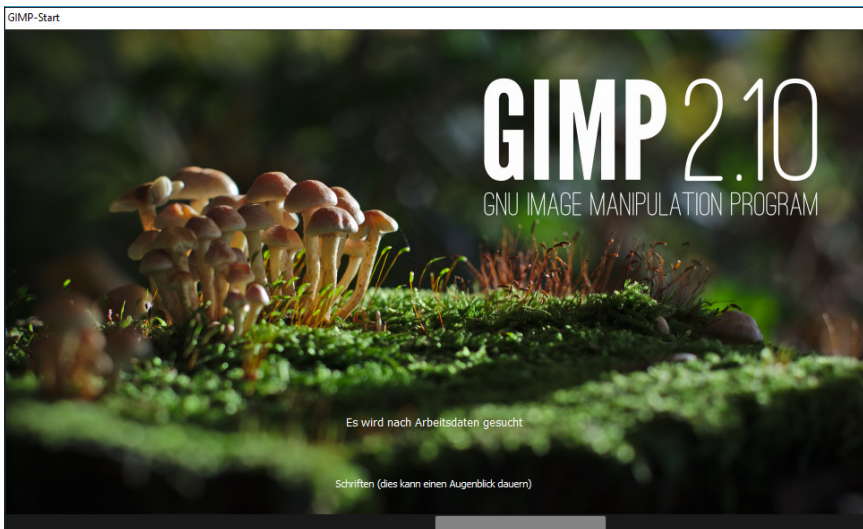 GIMP-Start
GIMP 2.10
GNU IMAGE MANIPULATION PROGRAM
Es wird nach Arbeitsdaten gesucht
Schriften (dies kann einen Augenblick dauern)